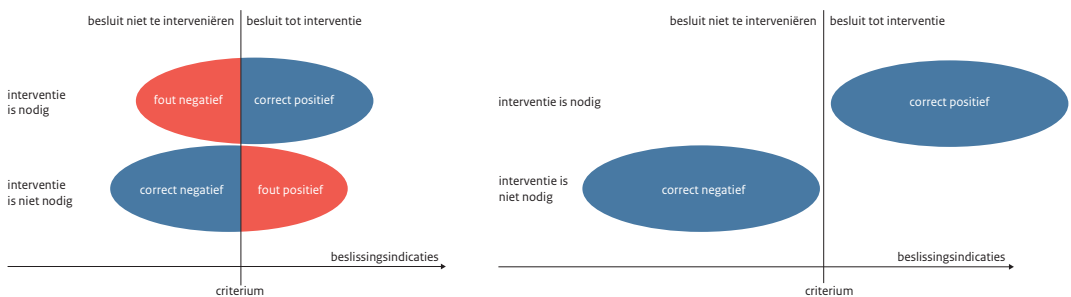 besluit niet te interveniëren
besluit tot interventie
interventie
is nodig
fout negatief
correct positief
interventie
is niet nodig
correct negatief
fout positief
beslissingsindicaties
criterium
besluit niet te interveniëren
besluit tot interventie
interventie is nodig
correct positief
interventie is
niet nodig
correct negatief
beslissingsindicaties
criterium